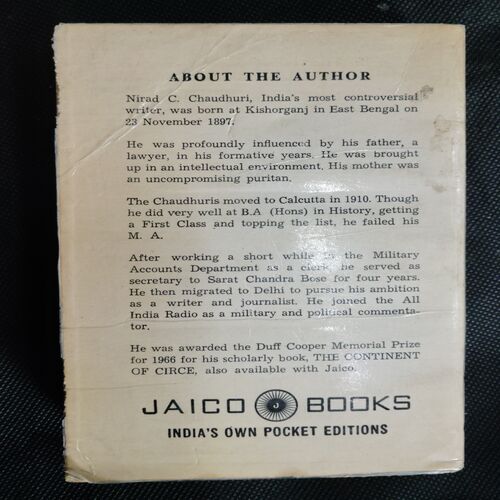 ABOUT THE AUTHOR
Nirad C. Chaudhuri, India's most controversial
writer, was born at Kishorganj in East Bengal on
23 November 1897.
He was profoundly influenced by his father, a
lawyer, in his formative years. He was brought
up in an intellectual environment. His mother was
an uncompromising puritan.
The Chaudhuris moved to Calcutta in 1910. Though
he did very well at B.A (Hons) in History, getting
a First Class and topping the list, he failed his
M. A.
After working a short while in the Military
Accounts Department as a clerk, he served as
secretary to Sarat Chandra Bose for four years.
He then migrated to Delhi to pursue his ambition
as a writer and journalist. He joined the All
India Radio as a military and political commenta-
tor.
He was awarded the Duff Cooper Memorial Prize
for 1966 for his scholarly book, THE CONTINENT
OF CIRCE, also available with Jaico.
JAICO J BOOKS
INDIA'S OWN POCKET EDITIONS